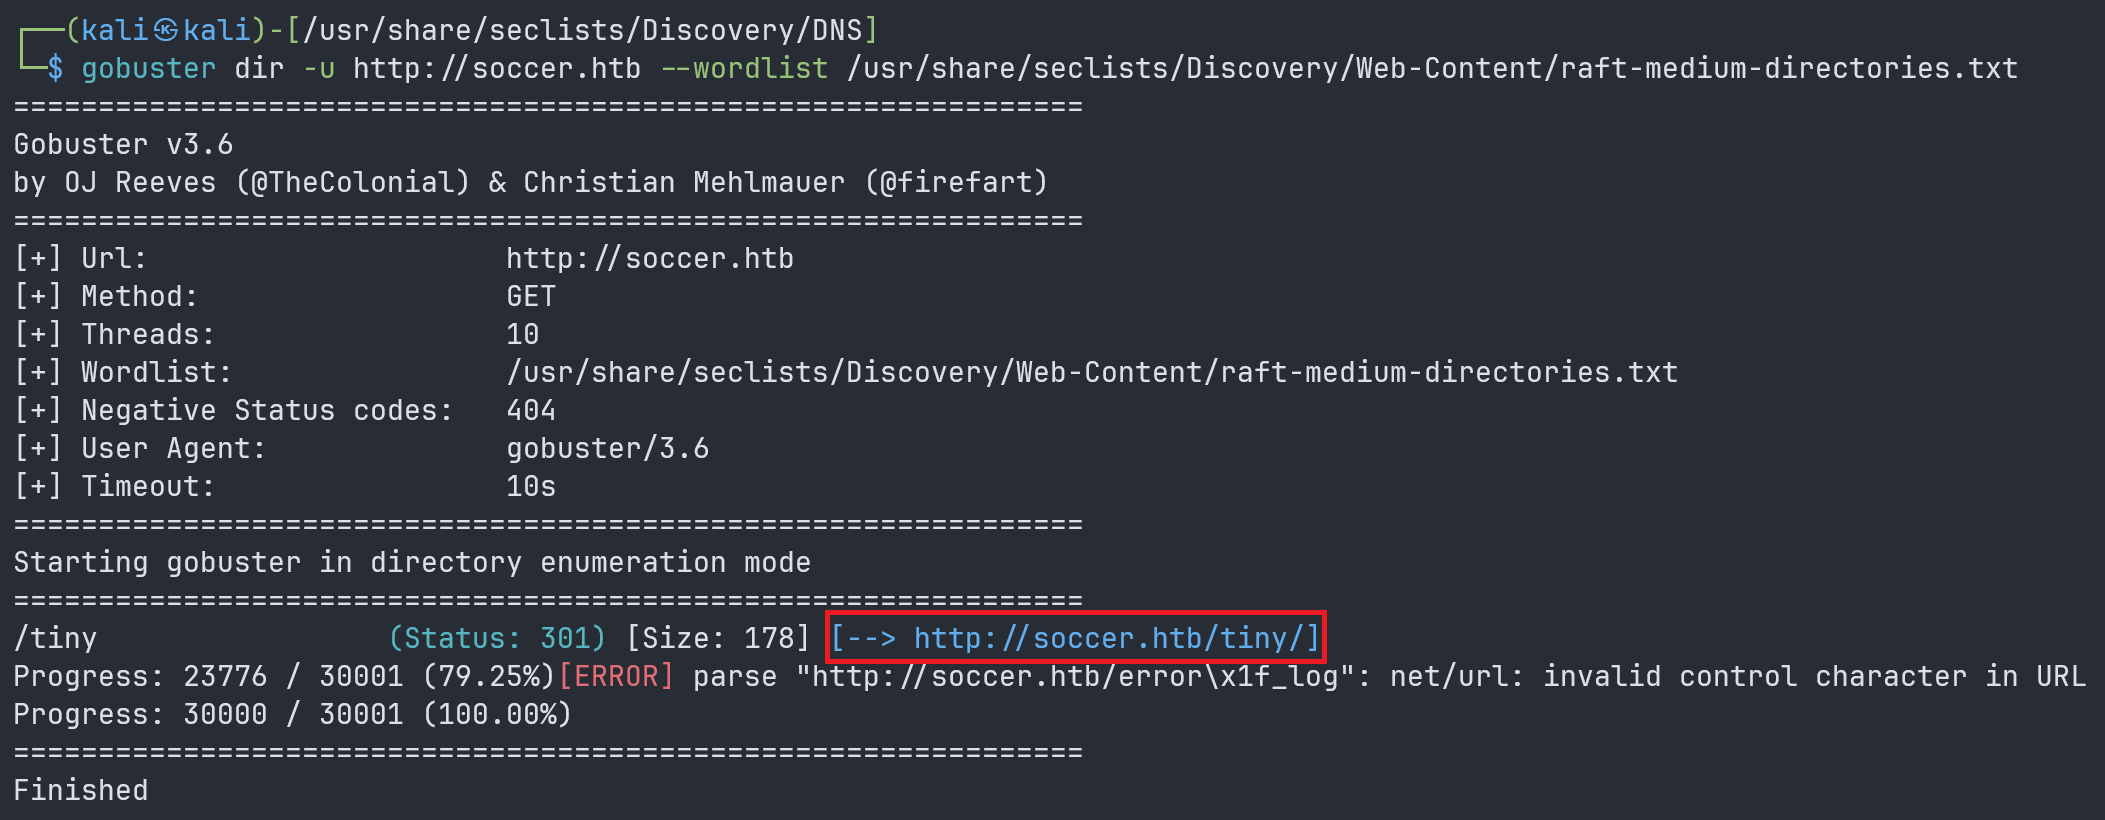 ┌──(kali㉿kali)-[/usr/share/seclists/Discovery/DNS]
└─$ gobuster dir -u http://soccer.htb --wordlist /usr/share/seclists/Discovery/Web-Content/raft-medium-directories.txt
===============================================================
Gobuster v3.6
by OJ Reeves (@TheColonial) & Christian Mehlmauer (@firefart)
===============================================================
[+] Url:                     http://soccer.htb
[+] Method:                  GET
[+] Threads:                 10
[+] Wordlist:                /usr/share/seclists/Discovery/Web-Content/raft-medium-directories.txt
[+] Negative Status codes:   404
[+] User Agent:              gobuster/3.6
[+] Timeout:                 10s
===============================================================
Starting gobuster in directory enumeration mode
===============================================================
/tiny                 (Status: 301) [Size: 178] [--> http://soccer.htb/tiny/]
Progress: 23776 / 30001 (79.25%)[ERROR] parse "http://soccer.htb/error\x1f_log": net/url: invalid control character in URL
Progress: 30000 / 30001 (100.00%)
===============================================================
Finished